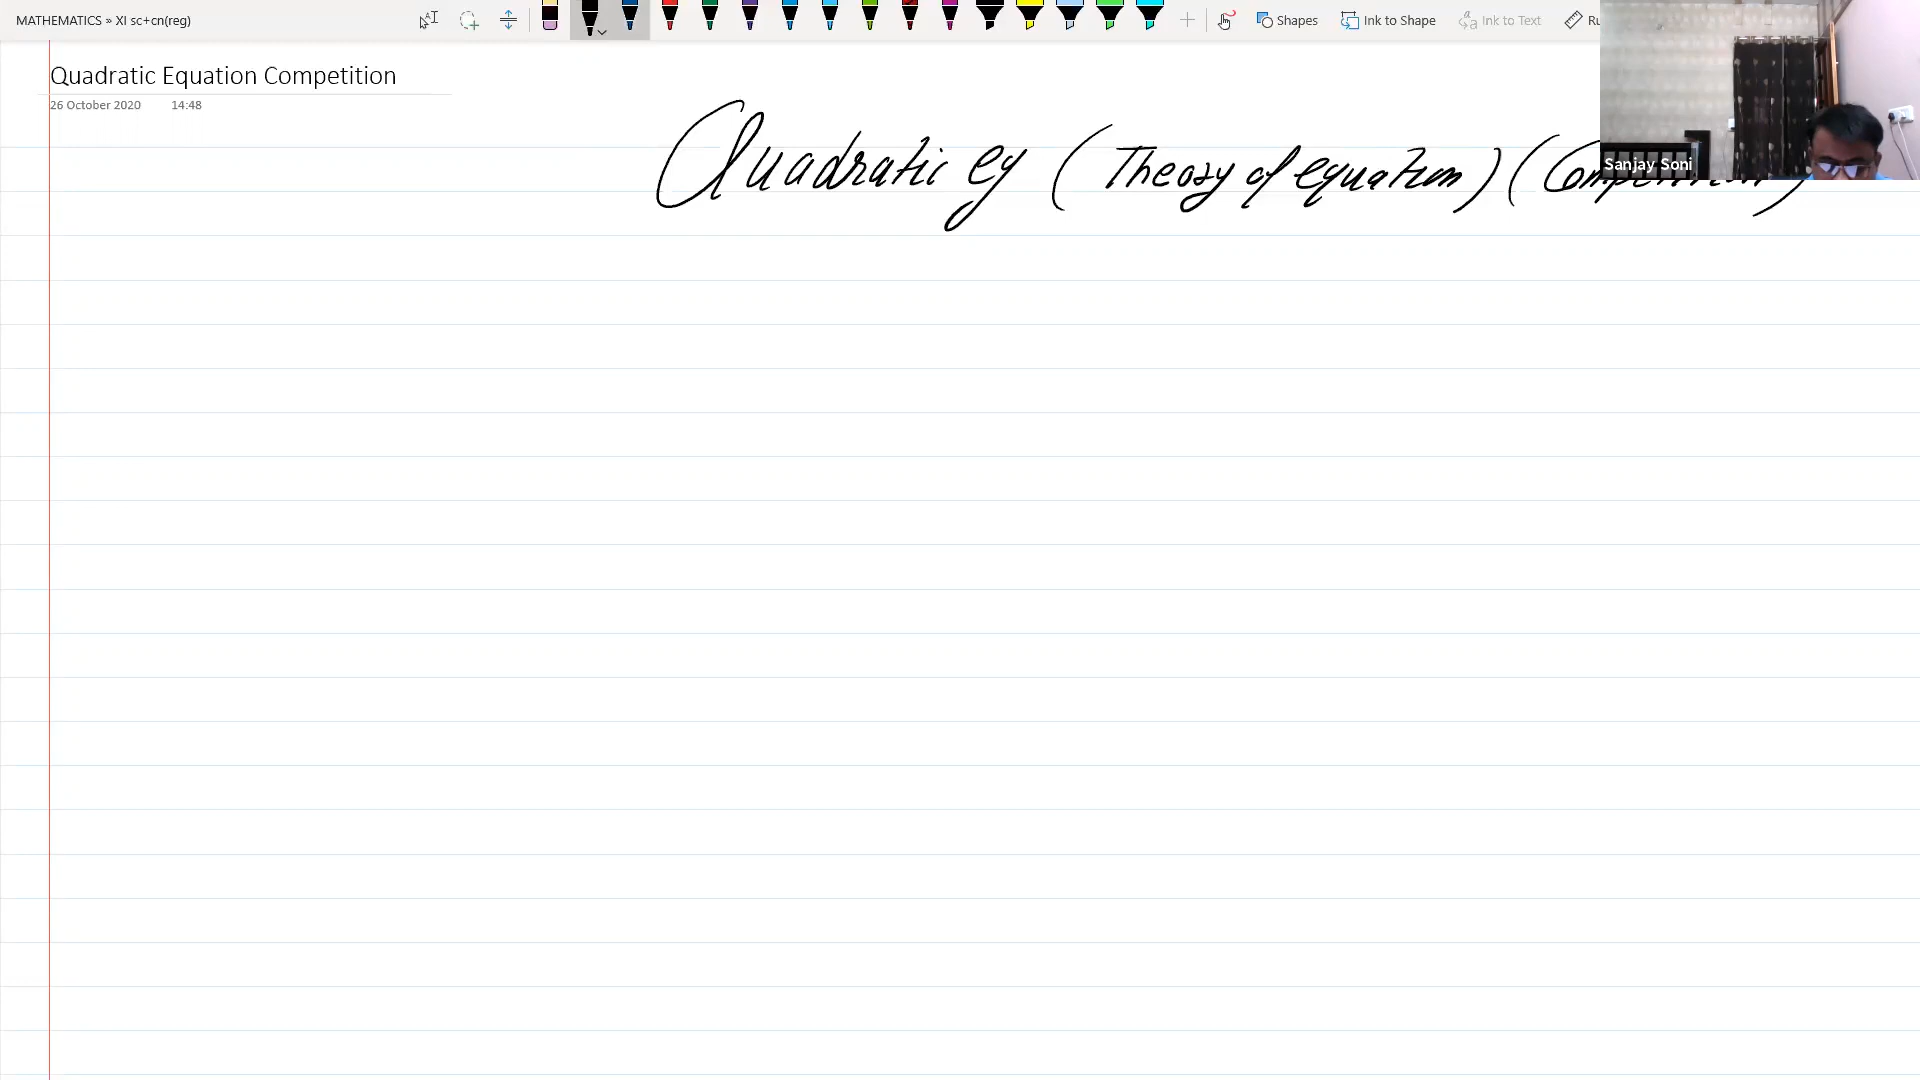 MATHEMATICS » XI sc+cn(reg)
Shapes
Ink to Shape
Ink to Text
Quadratic Equation Competition
26 October 2020 14:48
Quadratic eq (Theory of equation) (
Sanjay Soni